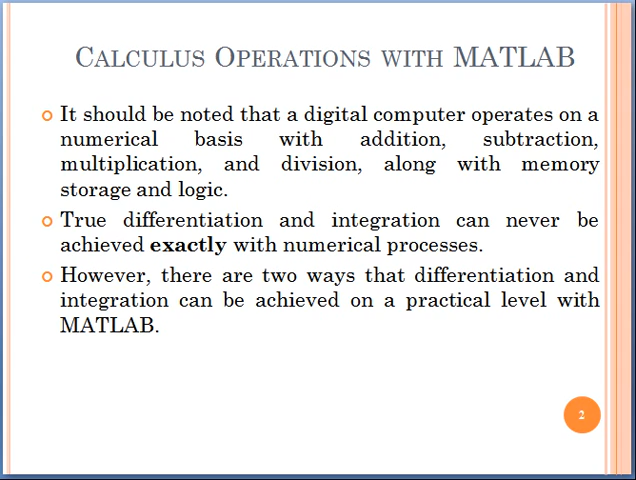 CALCULUS OPERATIONS WITH MATLAB
It should be noted that a digital computer operates on a
numerical basis with addition, subtraction,
multiplication, and division, along with memory
storage and logic.
True differentiation and integration can never be
achieved exactly with numerical processes.
However, there are two ways that differentiation and
integration can be achieved on a practical level with
MATLAB.
2